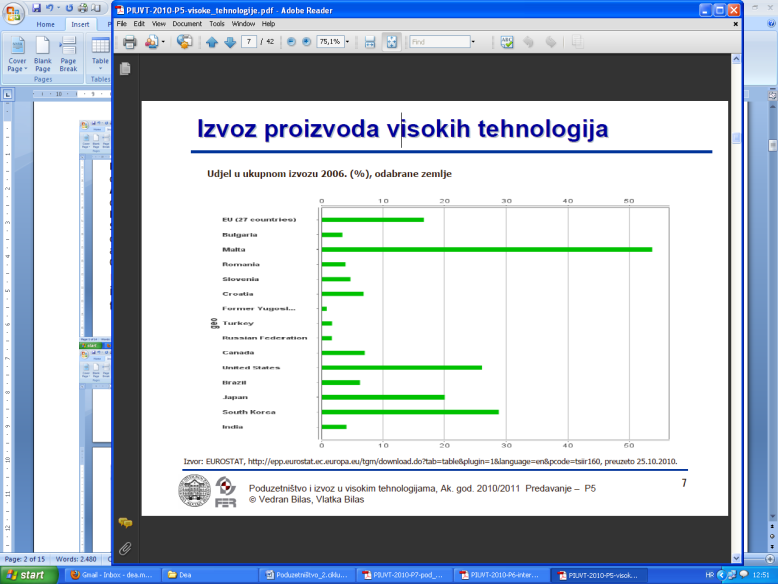 PIUVT-2010-P5-visoke_tehnologije.pdf - Adobe Reader
Home Insert
File Edit View Document Tools Window Help
7 / 42 75,1% Find
Cover Page Blank Page Page Break Table
Pages Tables
Izvoz proizvoda visokih tehnologija
Udjel u ukupnom izvozu 2006. (%), odabrane zemlje
0 10 20 30 40 50
EU (27 countries)
Bulgaria
Malta
Romania
Slovenia
Croatia
Former Yugosl...
geo
Turkey
Russian Federation
Canada
United States
Brazil
Japan
South Korea
India
0 10 20 30 40 50
Izvor: EUROSTAT, http://epp.eurostat.ec.europa.eu/tgm/download.do?tab=table&plugin=1&language=en&pcode=tsiir160, preuzeto 25.10.2010.
7
FER
Poduzetništvo i izvoz u visokim tehnologijama, Ak. god. 2010/2011 Predavanje – P5
© Vedran Bilas, Vlatka Bilas
Page: 2 of 15 Words: 2.480
start Gmail - Inbox - dea.m... Dea Poduzetništvo_2.ciklu... PIUVT-2010-P7-pod_... PIUVT-2010-P6-inter... PIUVT-2010-P5-visok... HR 12:51